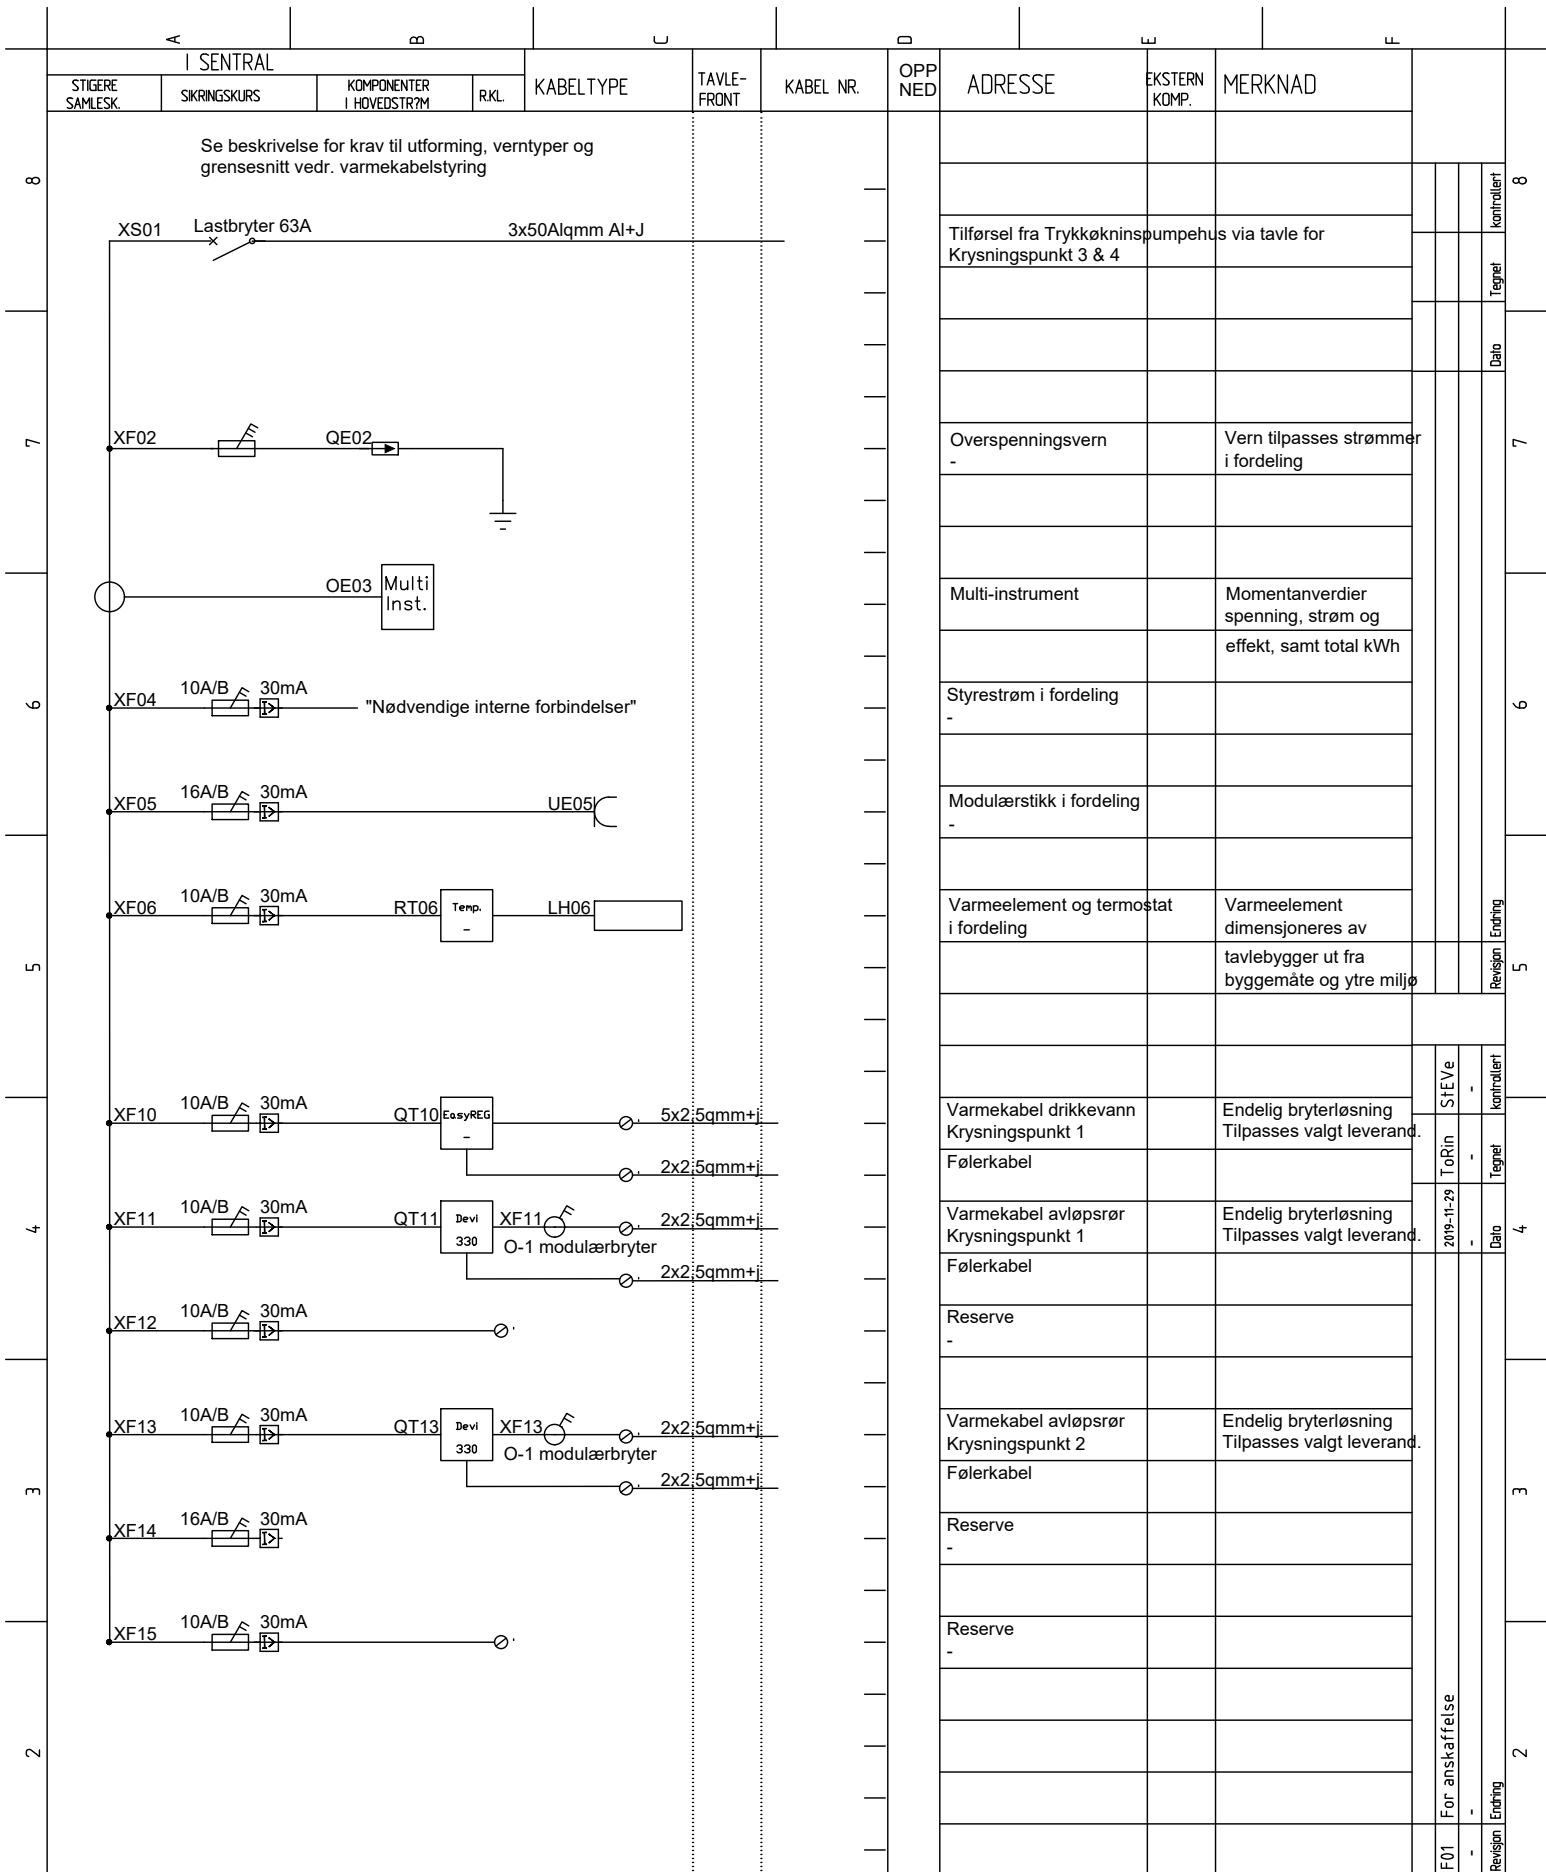 A B C D E F
I SENTRAL
STIGERE
SAMLESK.
SIKRINGSKURS
KOMPONENTER
I HOVEDSTR?M
R.KL.
KABELTYPE
TAVLE-
FRONT
KABEL NR.
OPP
NED
ADRESSE
EKSTERN
KOMP.
MERKNAD
Se beskrivelse for krav til utforming, verntyper og
grensesnitt vedr. varmekabelstyring
8
8
XS01 Lastbryter 63A 3x50Alqmm Al+J
Tilførsel fra Trykkøkninspumpehus via tavle for
Krysningspunkt 3 & 4
kontrollert
Tegnet
Dato
7
7
XF02 QE02
Overspenningsvern
-
Vern tilpasses strømmer
i fordeling
OE03 Multi
Inst.
Multi-instrument
Momentanverdier
spenning, strøm og
effekt, samt total kWh
6
6
XF04 10A/B 30mA "Nødvendige interne forbindelser"
Styrestrøm i fordeling
-
XF05 16A/B 30mA UE05
Modulærstikk i fordeling
-
XF06 10A/B 30mA RT06 Temp.
-
LH06
Varmeelement og termostat
i fordeling
Varmeelement
dimensjoneres av
tavlebygger ut fra
byggemåte og ytre miljø
Endring
Revisjon
5
5
XF10 10A/B 30mA QT10 EasyREG
-
5x2.5qmm+j
2x2.5qmm+j
Varmekabel drikkevann
Krysningspunkt 1
Følerkabel
Endelig bryterløsning
Tilpasses valgt leverand.
StEVe
-
kontrollert
ToRin
-
Tegnet
2019-11-29
-
Dato
4
4
XF11 10A/B 30mA QT11 Devi
330
XF11
O-1 modulærbryter
2x2.5qmm+j
2x2.5qmm+j
Varmekabel avløpsrør
Krysningspunkt 1
Følerkabel
Endelig bryterløsning
Tilpasses valgt leverand.
XF12 10A/B 30mA
Reserve
-
XF13 10A/B 30mA QT13 Devi
330
XF13
O-1 modulærbryter
2x2.5qmm+j
2x2.5qmm+j
Varmekabel avløpsrør
Krysningspunkt 2
Følerkabel
Endelig bryterløsning
Tilpasses valgt leverand.
3
3
XF14 16A/B 30mA
Reserve
-
XF15 10A/B 30mA
Reserve
-
2
2
For anskaffelse
-
Endring
F01
-
Revisjon